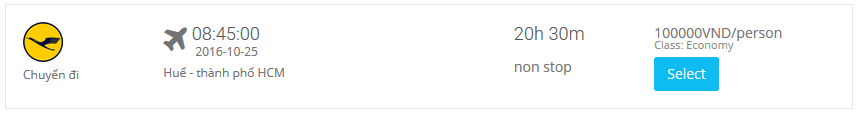 08:45:00
2016-10-25
Chuyến đi
Huế - thành phố HCM
20h 30m
non stop
100000VND/person
Class: Economy
Select